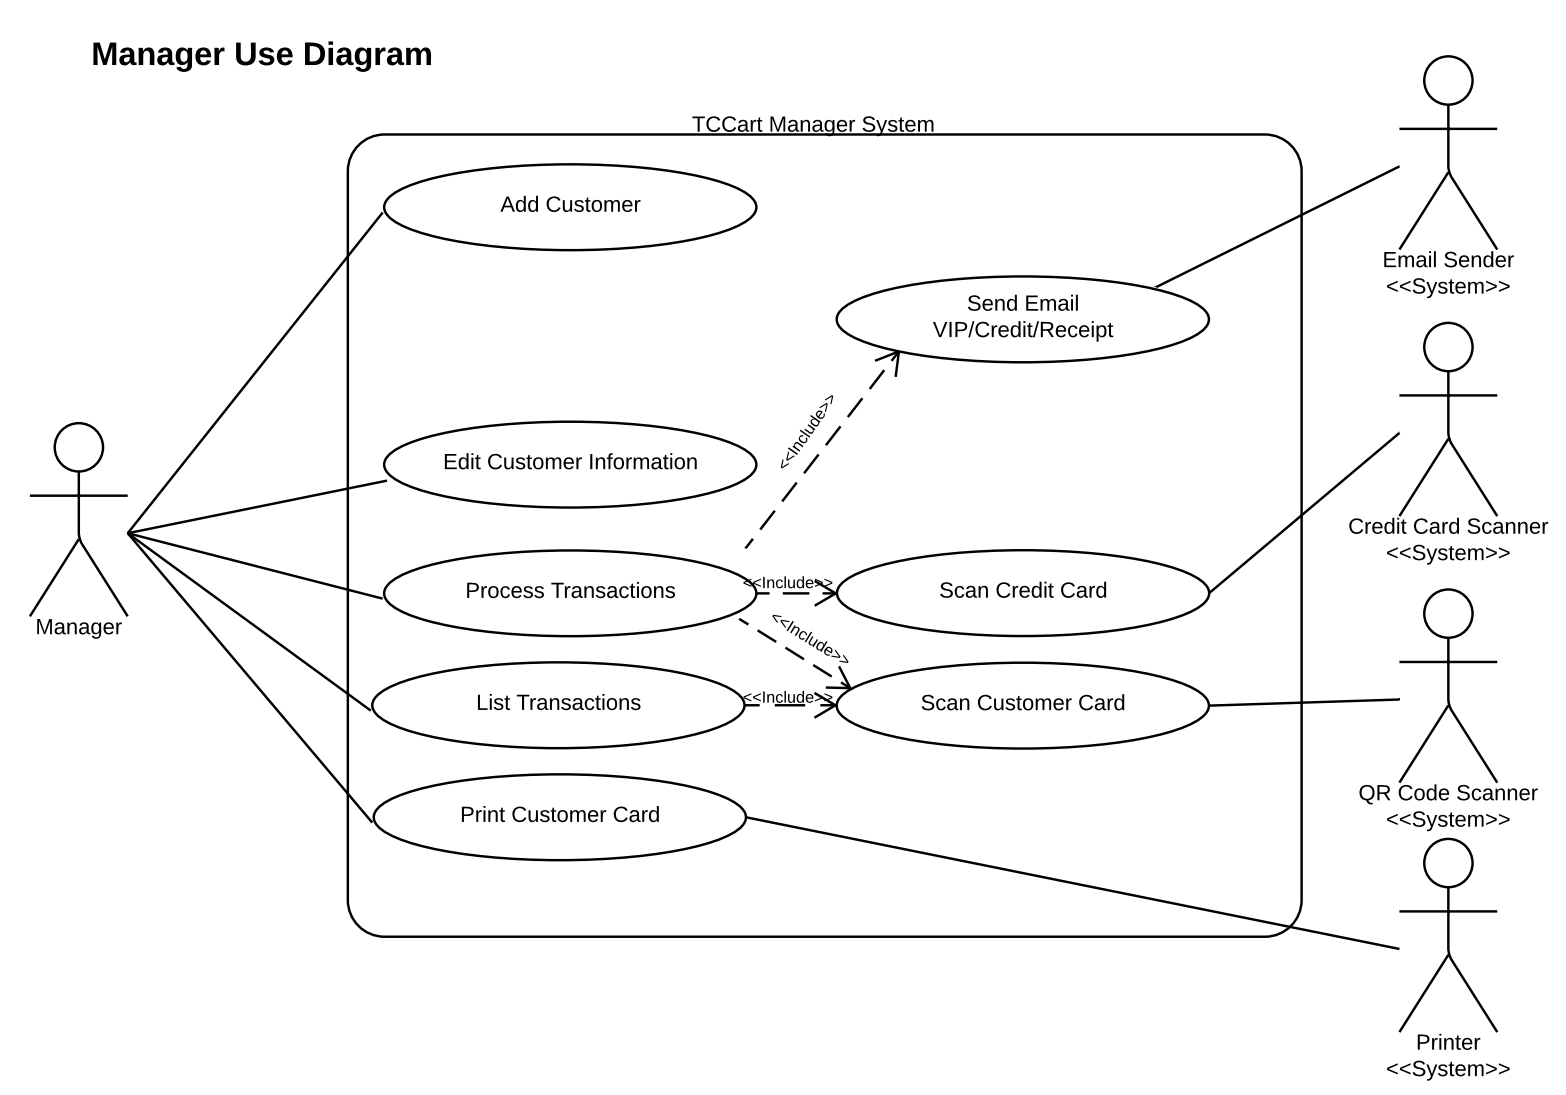 Manager Use Diagram
TCCart Manager System
Add Customer
Send Email
VIP/Credit/Receipt
Email Sender
<<System>>
<<Include>>
Edit Customer Information
Manager
Process Transactions
<<Include>>
Scan Credit Card
Credit Card Scanner
<<System>>
<<Include>>
List Transactions
<<Include>>
Scan Customer Card
QR Code Scanner
<<System>>
Print Customer Card
Printer
<<System>>